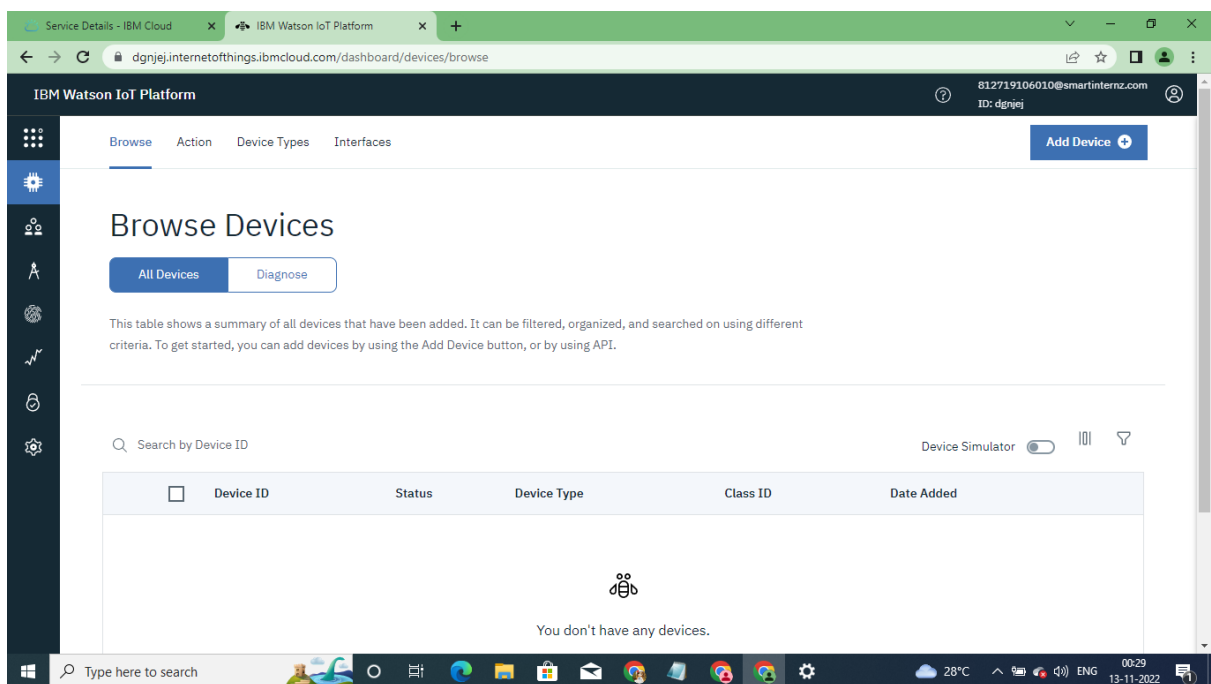 Service Details - IBM Cloud
IBM Watson IoT Platform
dgnjej.internetofthings.ibmcloud.com/dashboard/devices/browse
IBM Watson IoT Platform
812719106010@smartinternz.com
ID: dgnjej
Browse Action Device Types Interfaces
Add Device
Browse Devices
All Devices Diagnose
This table shows a summary of all devices that have been added. It can be filtered, organized, and searched on using different
criteria. To get started, you can add devices by using the Add Device button, or by using API.
Search by Device ID
Device Simulator
Device ID Status Device Type Class ID Date Added
You don't have any devices.
Type here to search
28°C
ENG
00:29
13-11-2022
1